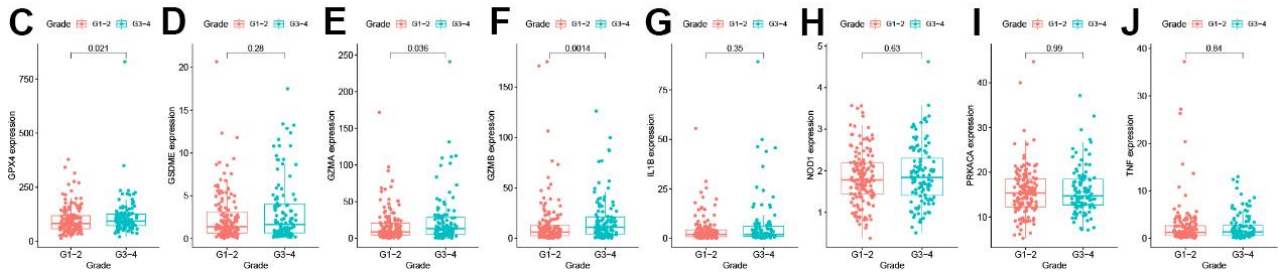 C
Grade G1−2 G3−4
0.021
GPX4 expression
750
500
250
0
G1−2 G3−4
Grade
D
Grade G1−2 G3−4
0.28
GSDME expression
20
15
10
5
0
G1−2 G3−4
Grade
E
Grade G1−2 G3−4
0.036
GZMA expression
250
200
150
100
50
0
G1−2 G3−4
Grade
F
Grade G1−2 G3−4
0.0014
GZMB expression
150
100
50
0
G1−2 G3−4
Grade
G
Grade G1−2 G3−4
0.35
IL1B expression
90
60
30
0
G1−2 G3−4
Grade
H
Grade G1−2 G3−4
0.63
NOD1 expression
5
4
3
2
1
G1−2 G3−4
Grade
I
Grade G1−2 G3−4
0.99
PRKACA expression
40
30
20
10
G1−2 G3−4
Grade
J
Grade G1−2 G3−4
0.84
TNF expression
40
30
20
10
0
G1−2 G3−4
Grade